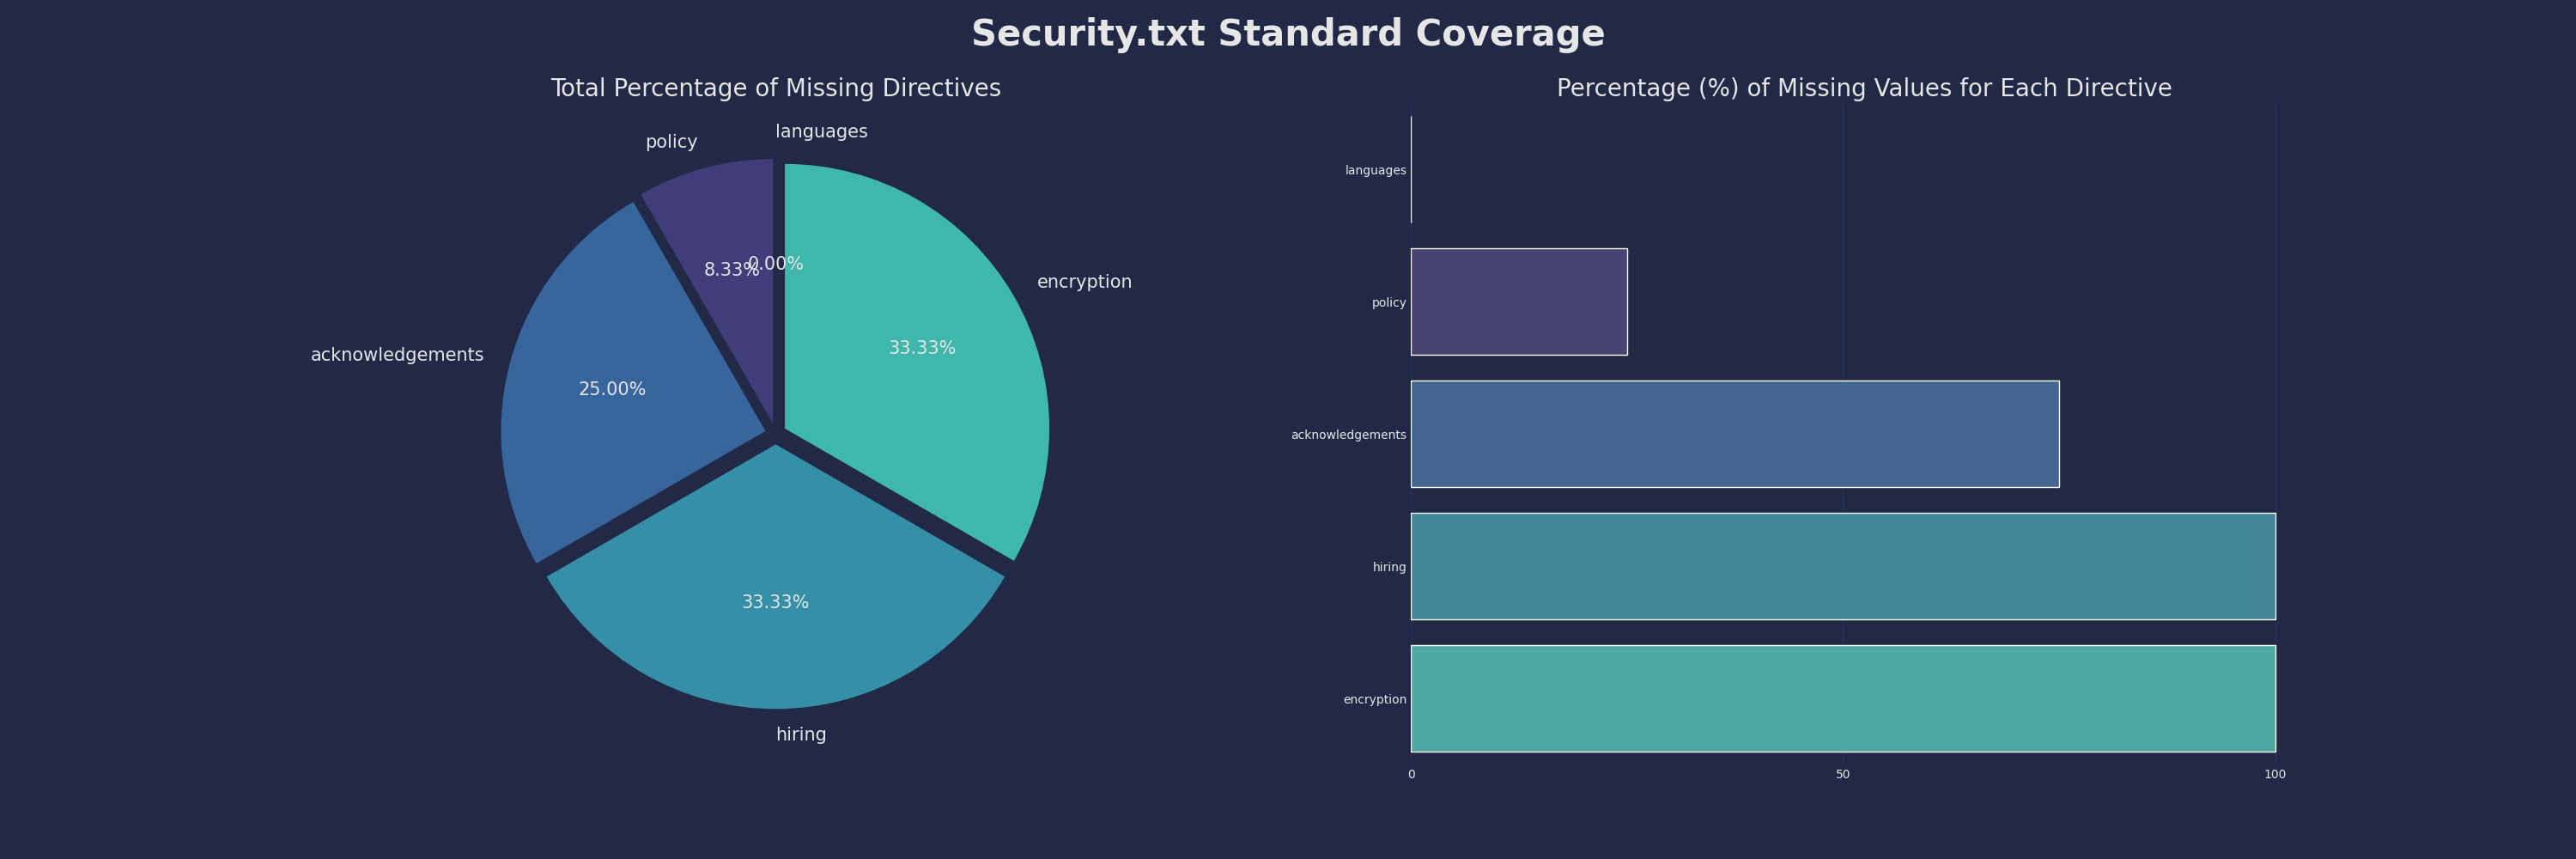 Security.txt Standard Coverage
Total Percentage of Missing Directives
languages
policy
8.33%
0.00%
encryption
33.33%
acknowledgements
25.00%
33.33%
hiring
Percentage (%) of Missing Values for Each Directive
languages
policy
acknowledgements
hiring
encryption
0 50 100